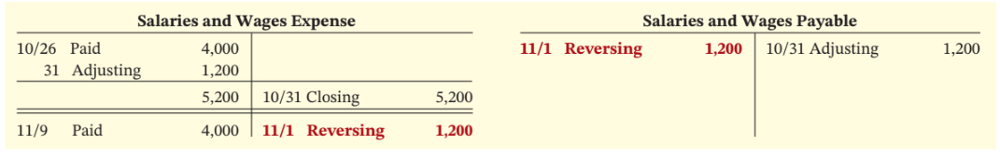 Salaries and Wages Expense
10/26 Paid 4,000
31 Adjusting 1,200
5,200 10/31 Closing 5,200
11/9 Paid 4,000 11/1 Reversing 1,200
Salaries and Wages Payable
11/1 Reversing 1,200 10/31 Adjusting 1,200